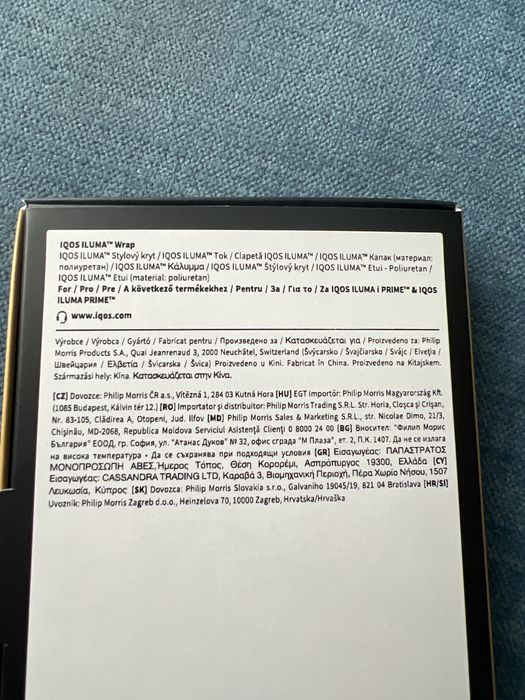 IQOS ILUMA™ Wrap
IQOS ILUMA™ Stylový kryt / IQOS ILUMA™ Tok / Clapetă IQOS ILUMA™ / IQOS ILUMA™ Капак (материал:
полиуретан) / IQOS ILUMA™ Κάλυμμα / IQOS ILUMA™ Štýlový kryt / IQOS ILUMA™ Etui - Poliuretan /
IQOS ILUMA™ Etui (material: poliuretan)
For / Pro / Pre / A következő termékekhez / Pentru / За / Για το / Za IQOS ILUMA i PRIME™ & IQOS
ILUMA PRIME™
www.iqos.com
Výrobce / Výrobca / Gyártó / Fabricat pentru / Произведено за / Κατασκευάζεται για / Proizvedeno za: Philip
Morris Products S.A., Quai Jeanrenaud 3, 2000 Neuchâtel, Switzerland (Švýcarsko / Švajčiarsko / Svájc / Elveția /
Швейцария / Ελβετία / Švicarska / Švica) Proizvedeno u Kini. Fabricat în China. Proizvedeno na Kitajskem.
Származási hely: Kína. Κατασκευάζεται στην Κίνα.
[CZ] Dovozce: Philip Morris ČR a.s., Vítězná 1, 284 03 Kutná Hora [HU] EGT importőr: Philip Morris Magyarország Kft.
(1085 Budapest, Kálvin tér 12.) [RO] Importator și distribuitor: Philip Morris Trading S.R.L. Str. Horia, Cloșca și Crișan,
Nr. 83-105, Clădirea A, Otopeni, Jud. Ilfov [MD] Philip Morris Sales & Marketing S.R.L., str. Nicolae Dimo, 21/3,
Chișinău, MD-2068, Republica Moldova Serviciul Asistență Clienți 0 8000 24 00 [BG] Вносител: "Филип Морис
България" ЕООД, гр. София, ул. "Атанас Дуков" № 32, офис сграда "М Плаза", ет. 2, П.К. 1407. Да не се излага
на висока температура • Да се съхранява при подходящи условия [GR] Εισαγωγέας: ΠΑΠΑΣΤΡΑΤΟΣ
ΜΟΝΟΠΡΟΣΩΠΗ ΑΒΕΣ, Ήμερος Τόπος, Θέση Κορορέμι, Ασπρόπυργος 19300, Ελλάδα [CY]
Εισαγωγέας: CASSANDRA TRADING LTD, Καραβά 3, Βιομηχανική Περιοχή, Πέρα Χωρίο Νήσου, 1507
Λευκωσία, Κύπρος [SK] Dovozca: Philip Morris Slovakia s.r.o., Galvaniho 19045/19, 821 04 Bratislava [HR/SI]
Uvoznik: Philip Morris Zagreb d.o.o., Heinzelova 70, 10000 Zagreb, Hrvatska/Hrvaška